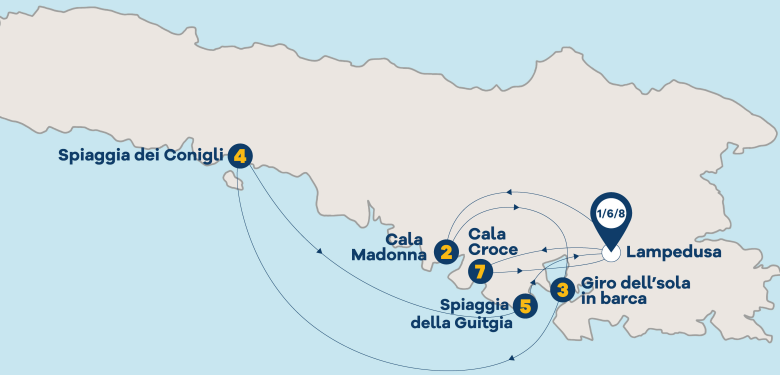 Spiaggia dei Conigli
4
1/6/8
Lampedusa
Cala
Madonna
2
Cala
Croce
7
3
Giro dell'sola
in barca
Spiaggia
della Guitgia
5